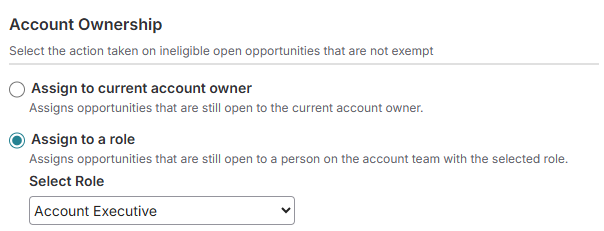 Account Ownership
Select the action taken on ineligible open opportunities that are not exempt
Assign to current account owner
Assigns opportunities that are still open to the current account owner.
Assign to a role
Assigns opportunities that are still open to a person on the account team with the selected role.
Select Role
Account Executive